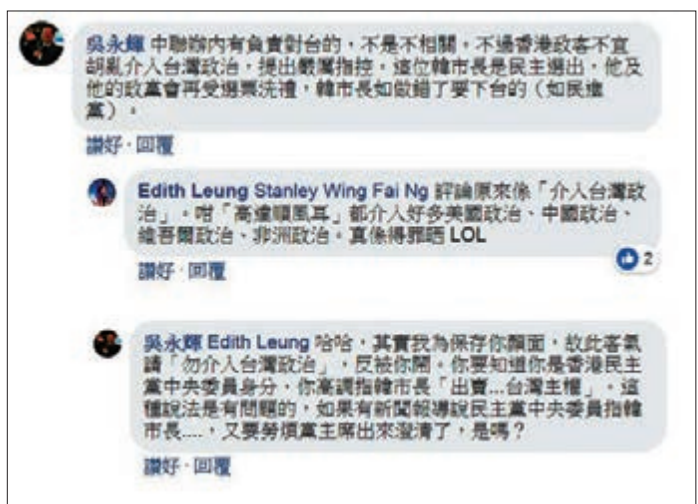 吳永輝 中聯辦內有負責對台的，不是不相關。不過香港政客不宜
胡亂介入台灣政治，提出嚴厲指控。這位韓市長是民主選出，他及
他的政黨會再受選票洗禮，韓市長如做錯了要下台的（如民進
黨）。
讚好 · 回覆
Edith Leung Stanley Wing Fai Ng 評論原來係「介入台灣政
治」。咁「高達順風耳」都介入好多美國政治、中國政治、
維吾爾政治、非洲政治。真係得罪晒 LOL
2
讚好 · 回覆
吳永輝 Edith Leung 哈哈，其實我為保存你顏面，故此客氣
請「勿介入台灣政治」，反被你鬧。你要知道你是香港民主
黨中央委員身分，你高調指韓市長「出賣...台灣主權」。這
種說法是有問題的，如果有新聞報導說民主黨中央委員指韓
市長....，又要勞煩黨主席出來澄清了，是嗎？
讚好 · 回覆